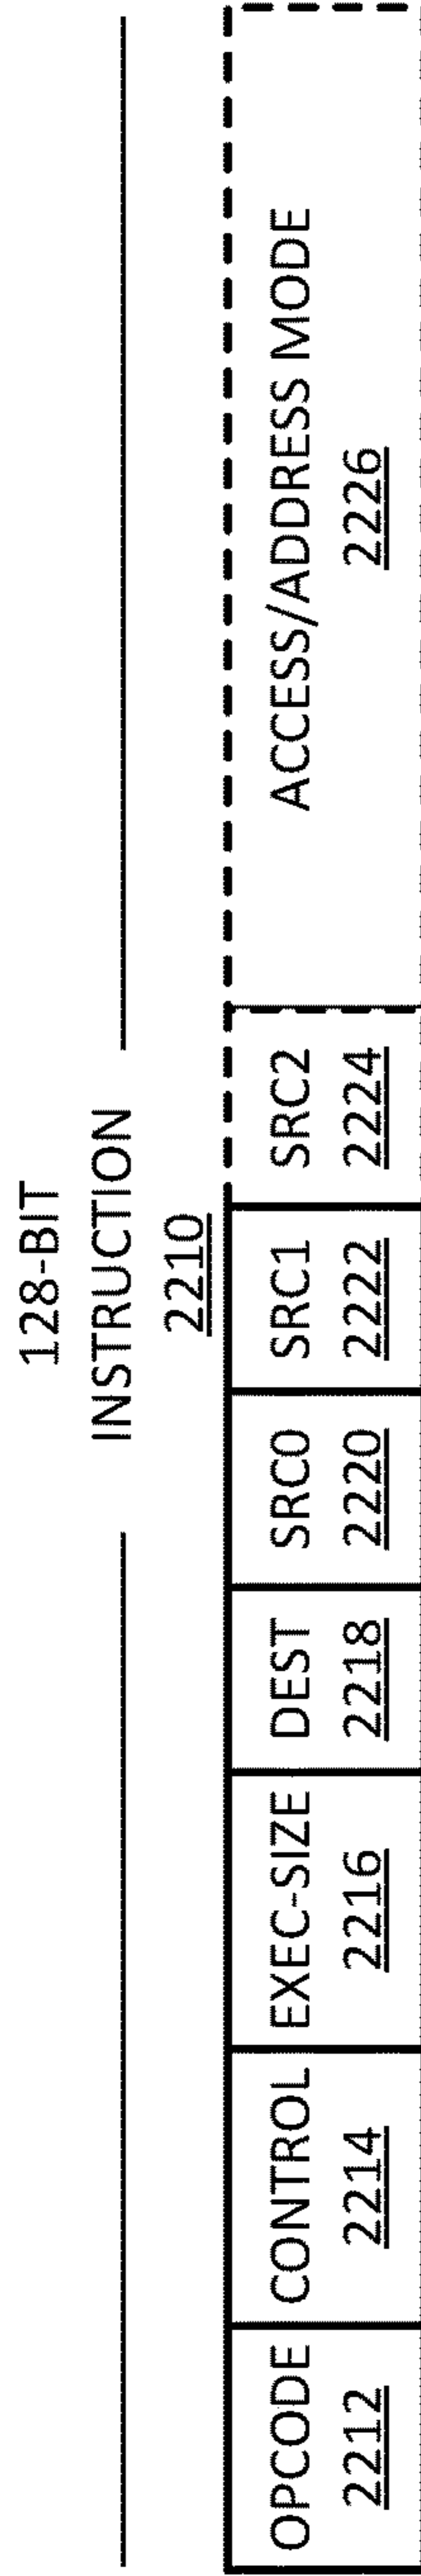 128-BIT
INSTRUCTION
2210
OPCODE
2212
CONTROL
2214
EXEC-SIZE
2216
DEST
2218
SRC0
2220
SRC1
2222
SRC2
2224
ACCESS/ADDRESS MODE
2226